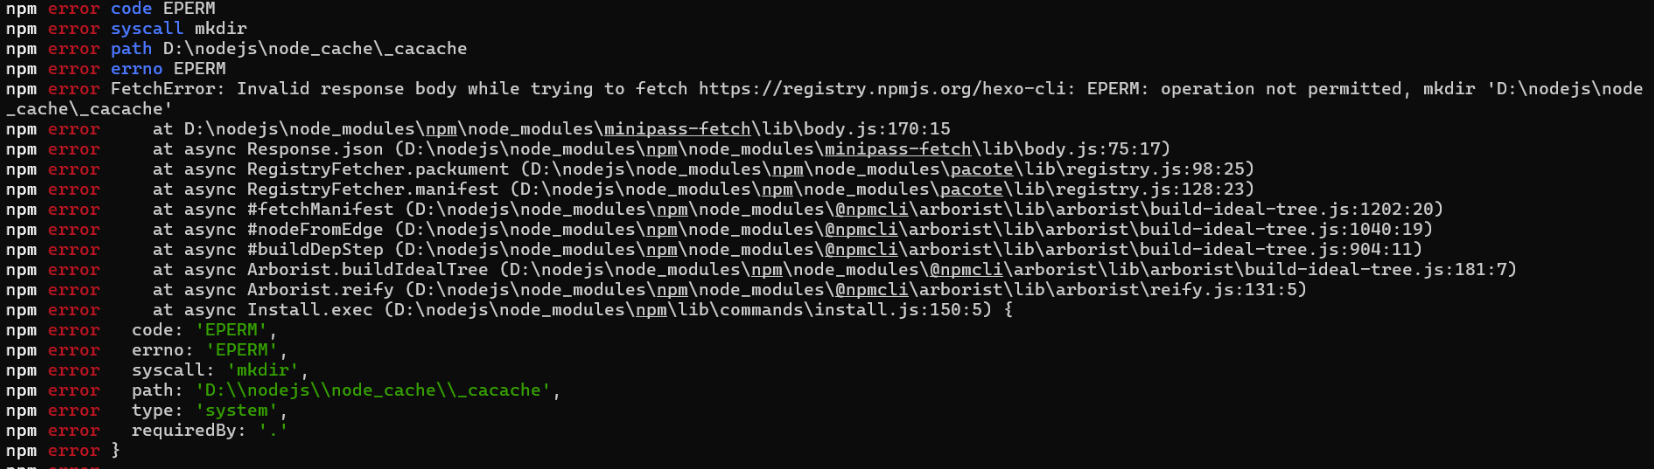 npm error code EPERM
npm error syscall mkdir
npm error path D:\nodejs\node_cache\_cacache
npm error errno EPERM
npm error FetchError: Invalid response body while trying to fetch https://registry.npmjs.org/hexo-cli: EPERM: operation not permitted, mkdir 'D:\nodejs\node
_cache\_cacache'
npm error     at D:\nodejs\node_modules\npm\node_modules\minipass-fetch\lib\body.js:170:15
npm error     at async Response.json (D:\nodejs\node_modules\npm\node_modules\minipass-fetch\lib\body.js:75:17)
npm error     at async RegistryFetcher.packument (D:\nodejs\node_modules\npm\node_modules\pacote\lib\registry.js:98:25)
npm error     at async RegistryFetcher.manifest (D:\nodejs\node_modules\npm\node_modules\pacote\lib\registry.js:128:23)
npm error     at async #fetchManifest (D:\nodejs\node_modules\npm\node_modules\@npmcli\arborist\lib\arborist\build-ideal-tree.js:1202:20)
npm error     at async #nodeFromEdge (D:\nodejs\node_modules\npm\node_modules\@npmcli\arborist\lib\arborist\build-ideal-tree.js:1040:19)
npm error     at async #buildDepStep (D:\nodejs\node_modules\npm\node_modules\@npmcli\arborist\lib\arborist\build-ideal-tree.js:904:11)
npm error     at async Arborist.buildIdealTree (D:\nodejs\node_modules\npm\node_modules\@npmcli\arborist\lib\arborist\build-ideal-tree.js:181:7)
npm error     at async Arborist.reify (D:\nodejs\node_modules\npm\node_modules\@npmcli\arborist\lib\arborist\reify.js:131:5)
npm error     at async Install.exec (D:\nodejs\node_modules\npm\lib\commands\install.js:150:5) {
npm error   code: 'EPERM',
npm error   errno: 'EPERM',
npm error   syscall: 'mkdir',
npm error   path: 'D:\\nodejs\\node_cache\\_cacache',
npm error   type: 'system',
npm error   requiredBy: '.'
npm error }
npm error